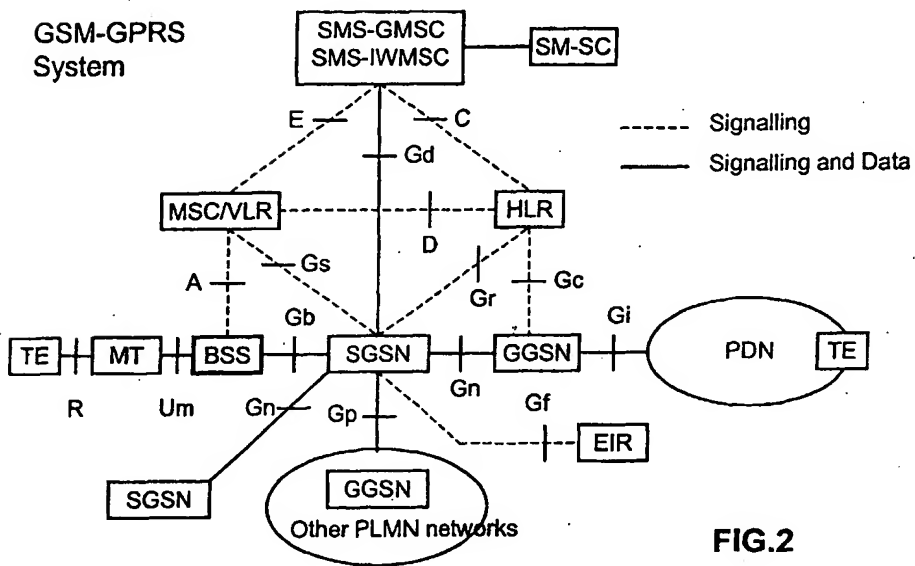 GSM-GPRS
System
SMS-GMSC
SMS-IWMSC
SM-SC
E
C
Gd
Signalling
Signalling and Data
MSC/VLR
HLR
D
A
Gs
Gr
Gc
Gb
Gi
TE
MT
BSS
SGSN
GGSN
PDN
TE
R
Um
Gn
Gn
Gp
Gf
EIR
SGSN
GGSN
Other PLMN networks
FIG.2